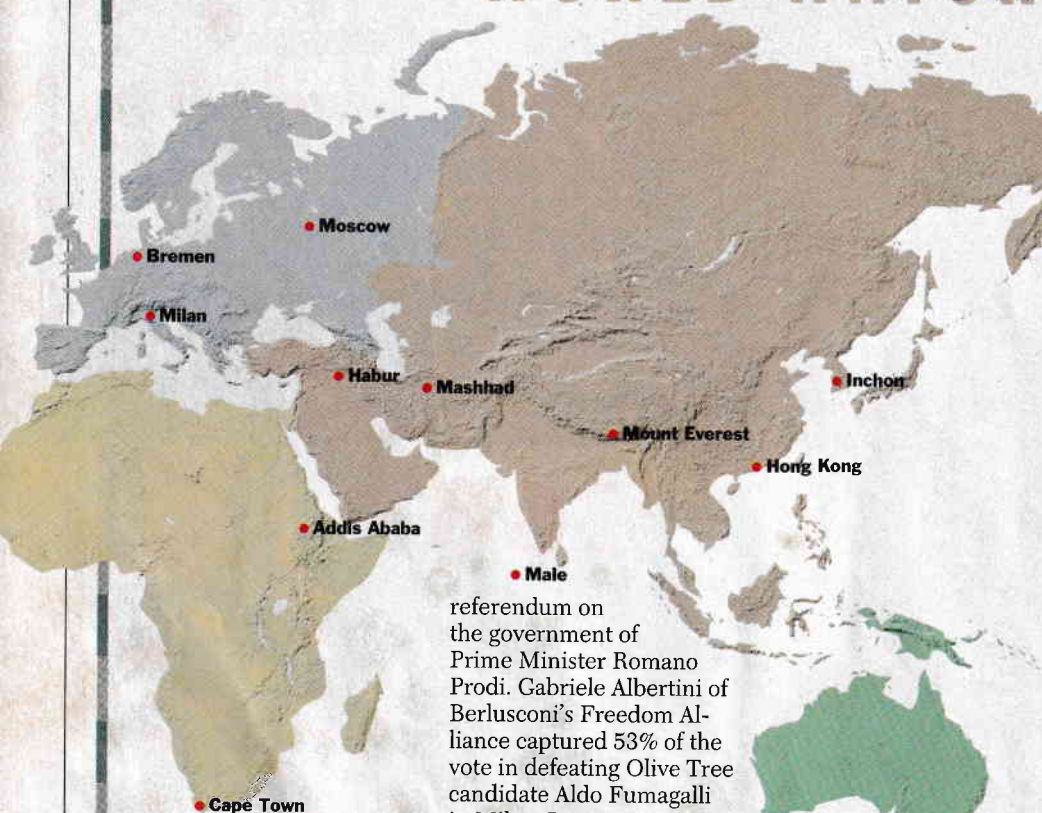 Moscow
Bremen
Milan
Habur
Mashhad
Inchon
Mount Everest
Hong Kong
Addis Ababa
Male
referendum on
the government of
Prime Minister Romano
Prodi. Gabriele Albertini of
Berlusconi's Freedom Al-
liance captured 53% of the
vote in defeating Olive Tree
candidate Aldo Fumagalli
Cape Town